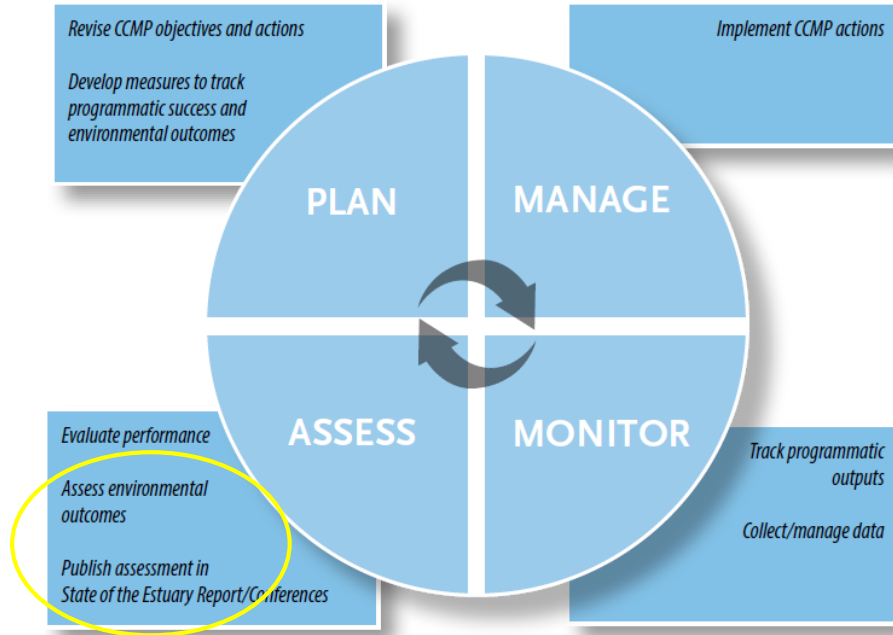 Revise CCMP objectives and actions
Develop measures to track
programmatic success and
environmental outcomes
Implement CCMP actions
PLAN
MANAGE
ASSESS
MONITOR
Evaluate performance
Assess environmental
outcomes
Publish assessment in
State of the Estuary Report/Conferences
Track programmatic
outputs
Collect/manage data